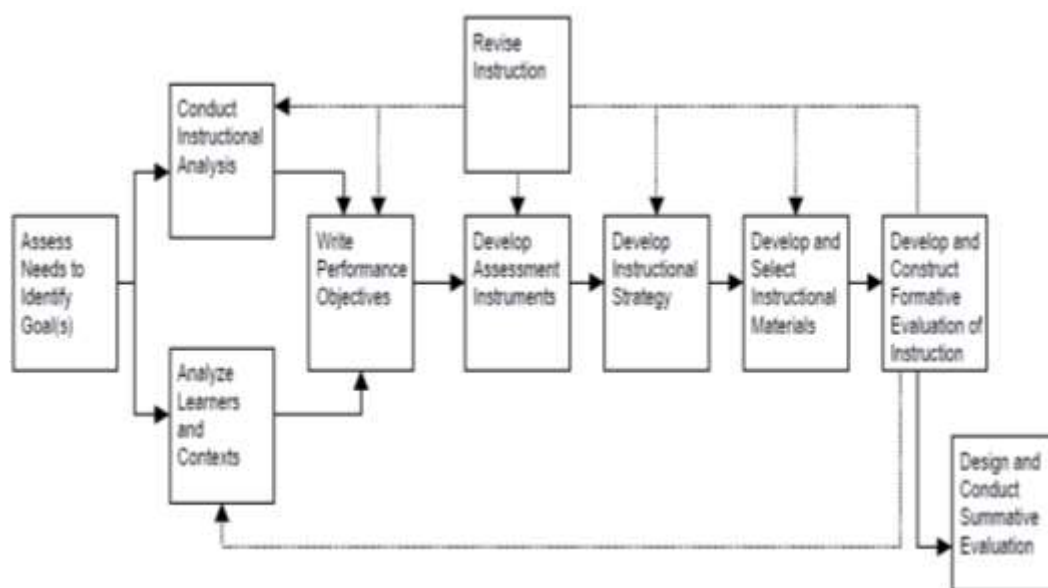 Revise
Instruction
Conduct
Instructional
Analysis
Assess
Needs to
Identify
Goal(s)
Write
Performance
Objectives
Develop
Assessment
Instruments
Develop
Instructional
Strategy
Develop and
Select
Instructional
Materials
Develop and
Construct
Formative
Evaluation of
Instruction
Analyze
Learners
and
Contexts
Design and
Conduct
Summative
Evaluation